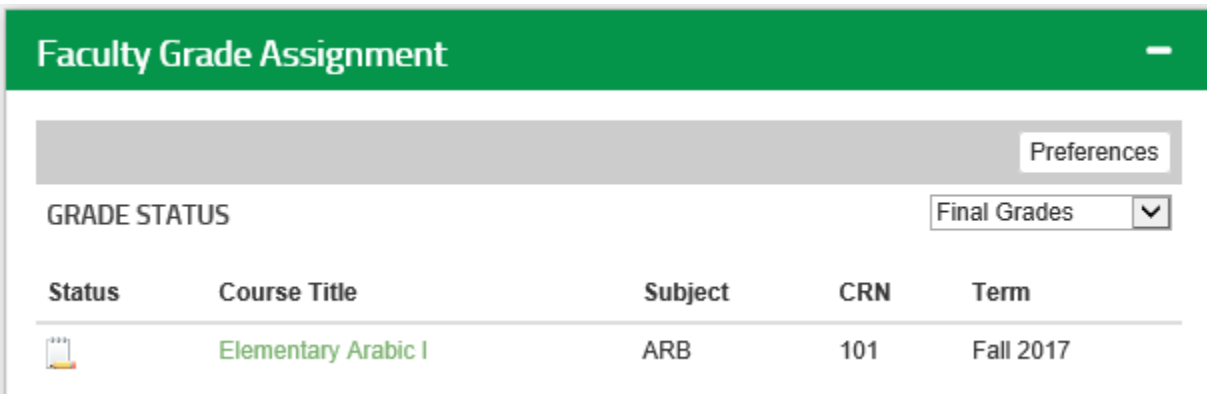 Faculty Grade Assignment
Preferences
GRADE STATUS Final Grades
Status Course Title Subject CRN Term
Elementary Arabic I ARB 101 Fall 2017